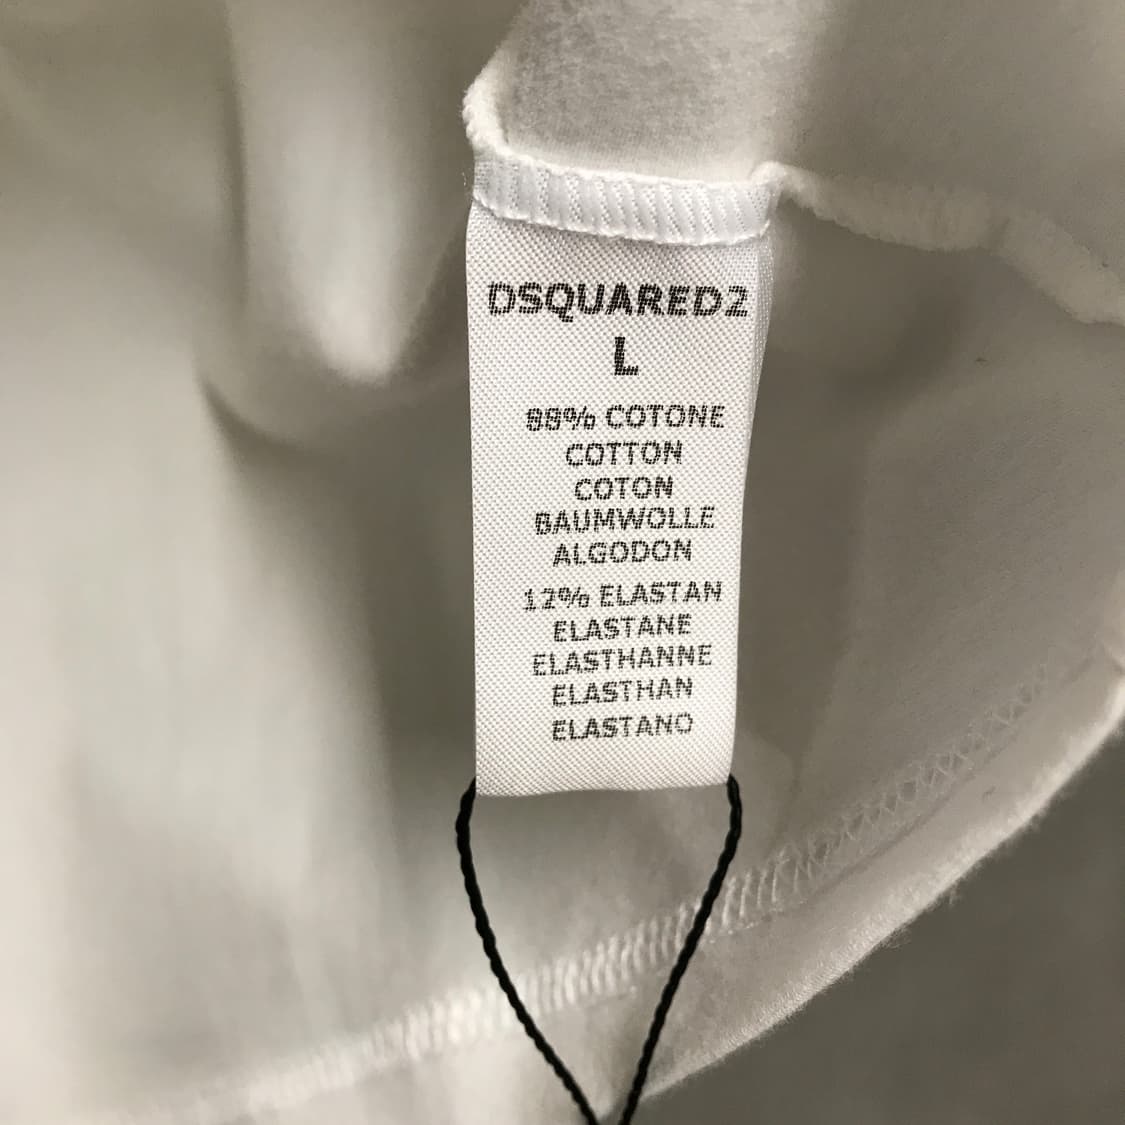 DSQUARED2
L
88% COTONE
COTTON
COTON
BAUMWOLLE
ALGODON
12% ELASTAN
ELASTANE
ELASTHANNE
ELASTHAN
ELASTANO